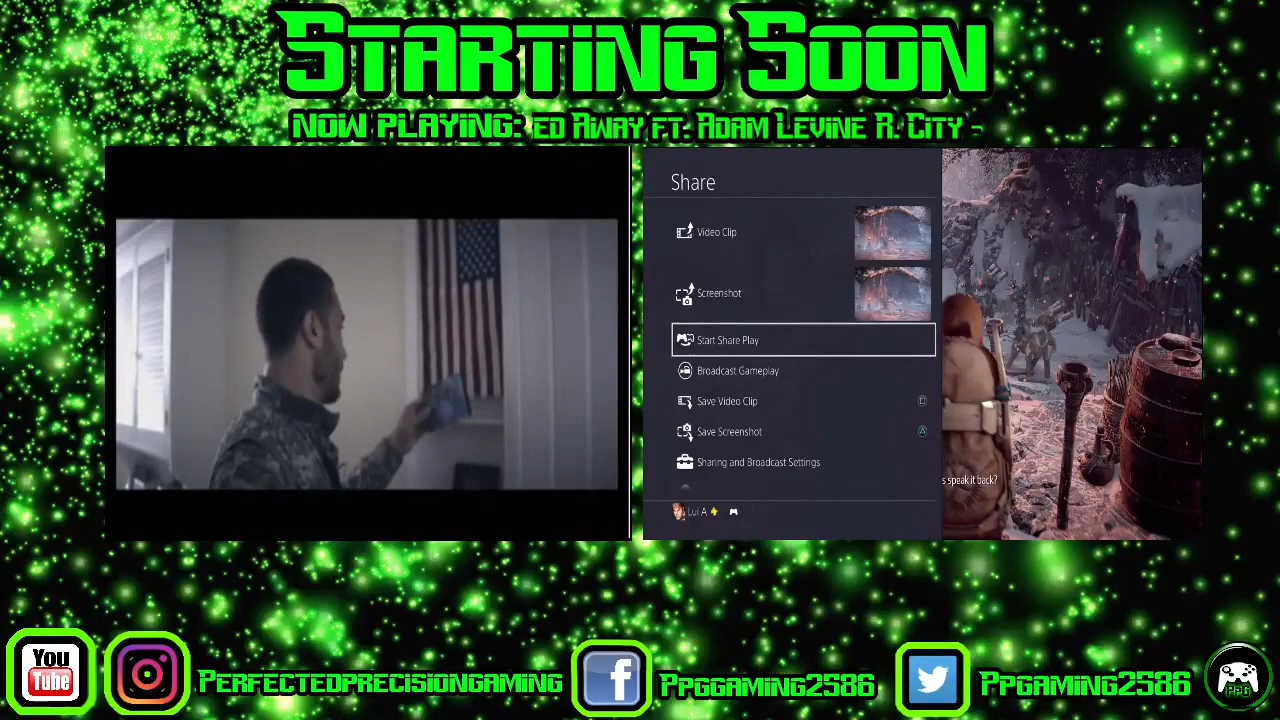 Starting Soon
NOW PLAYING: ed Away ft. Adam Levine R. City -
Share
Video Clip
Screenshot
Start Share Play
Broadcast Gameplay
Save Video Clip
Save Screenshot
Sharing and Broadcast Settings
s speak it back?
Lui A
You
Tube
Perfectedprecisiongaming
f
Ppggaming2586
Ppgaming2586
PPG